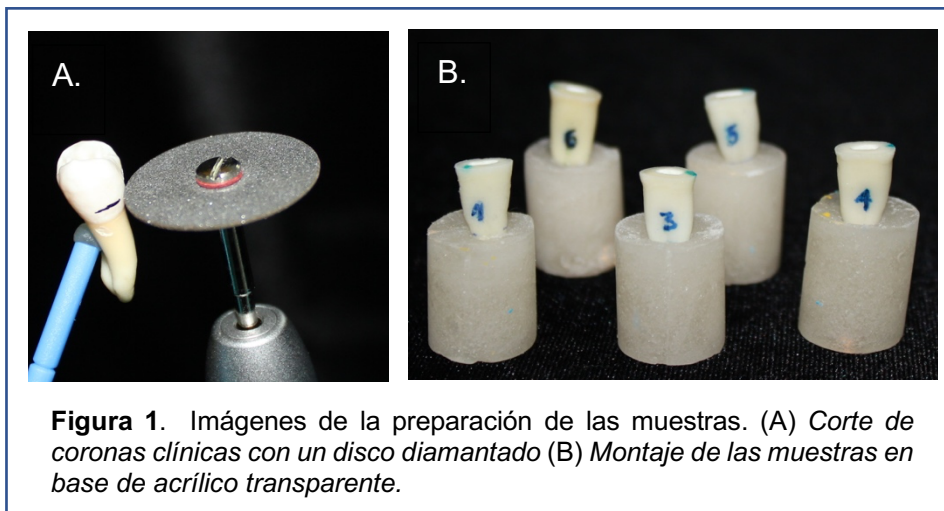 A.
B.
6
5
1
3
4
Figura 1. Imágenes de la preparación de las muestras. (A) Corte de
coronas clínicas con un disco diamantado (B) Montaje de las muestras en
base de acrílico transparente.